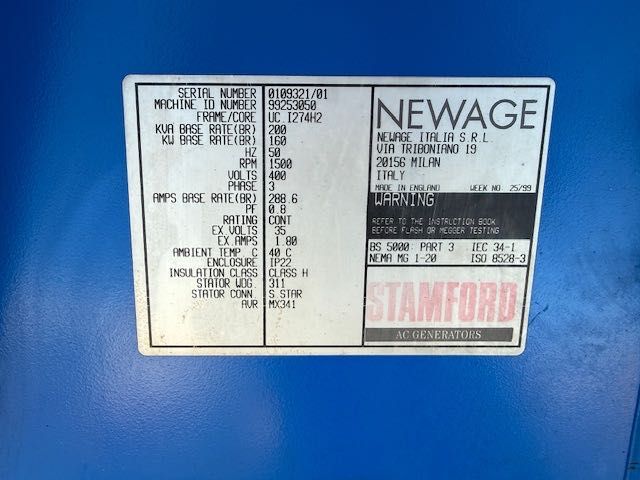 SERIAL NUMBER 0109321/01
MACHINE ID NUMBER 99253050
FRAME/CORE UC.I274H2
KVA BASE RATE(BR) 200
KW BASE RATE(BR) 160
HZ 50
RPM 1500
VOLTS 400
PHASE 3
AMPS BASE RATE(BR) 288.6
PF 0.8
RATING CONT
EX.VOLTS 35
EX.AMPS 1.80
AMBIENT TEMP C 40 C
ENCLOSURE IP22
INSULATION CLASS CLASS H
STATOR WDG. 311
STATOR CONN S STAR
AVR MX341
NEWAGE
NEWAGE ITALIA S.R.L.
VIA TRIBONIANO 19
20156 MILAN
ITALY
MADE IN ENGLAND WEEK NO. 25/99
WARNING
REFER TO THE INSTRUCTION BOOK
BEFORE FLASH OR MEGGER TESTING
BS 5000 PART 3 IEC 34-1
NEMA MG 1-20 ISO 8528-3
STAMFORD
AC GENERATORS